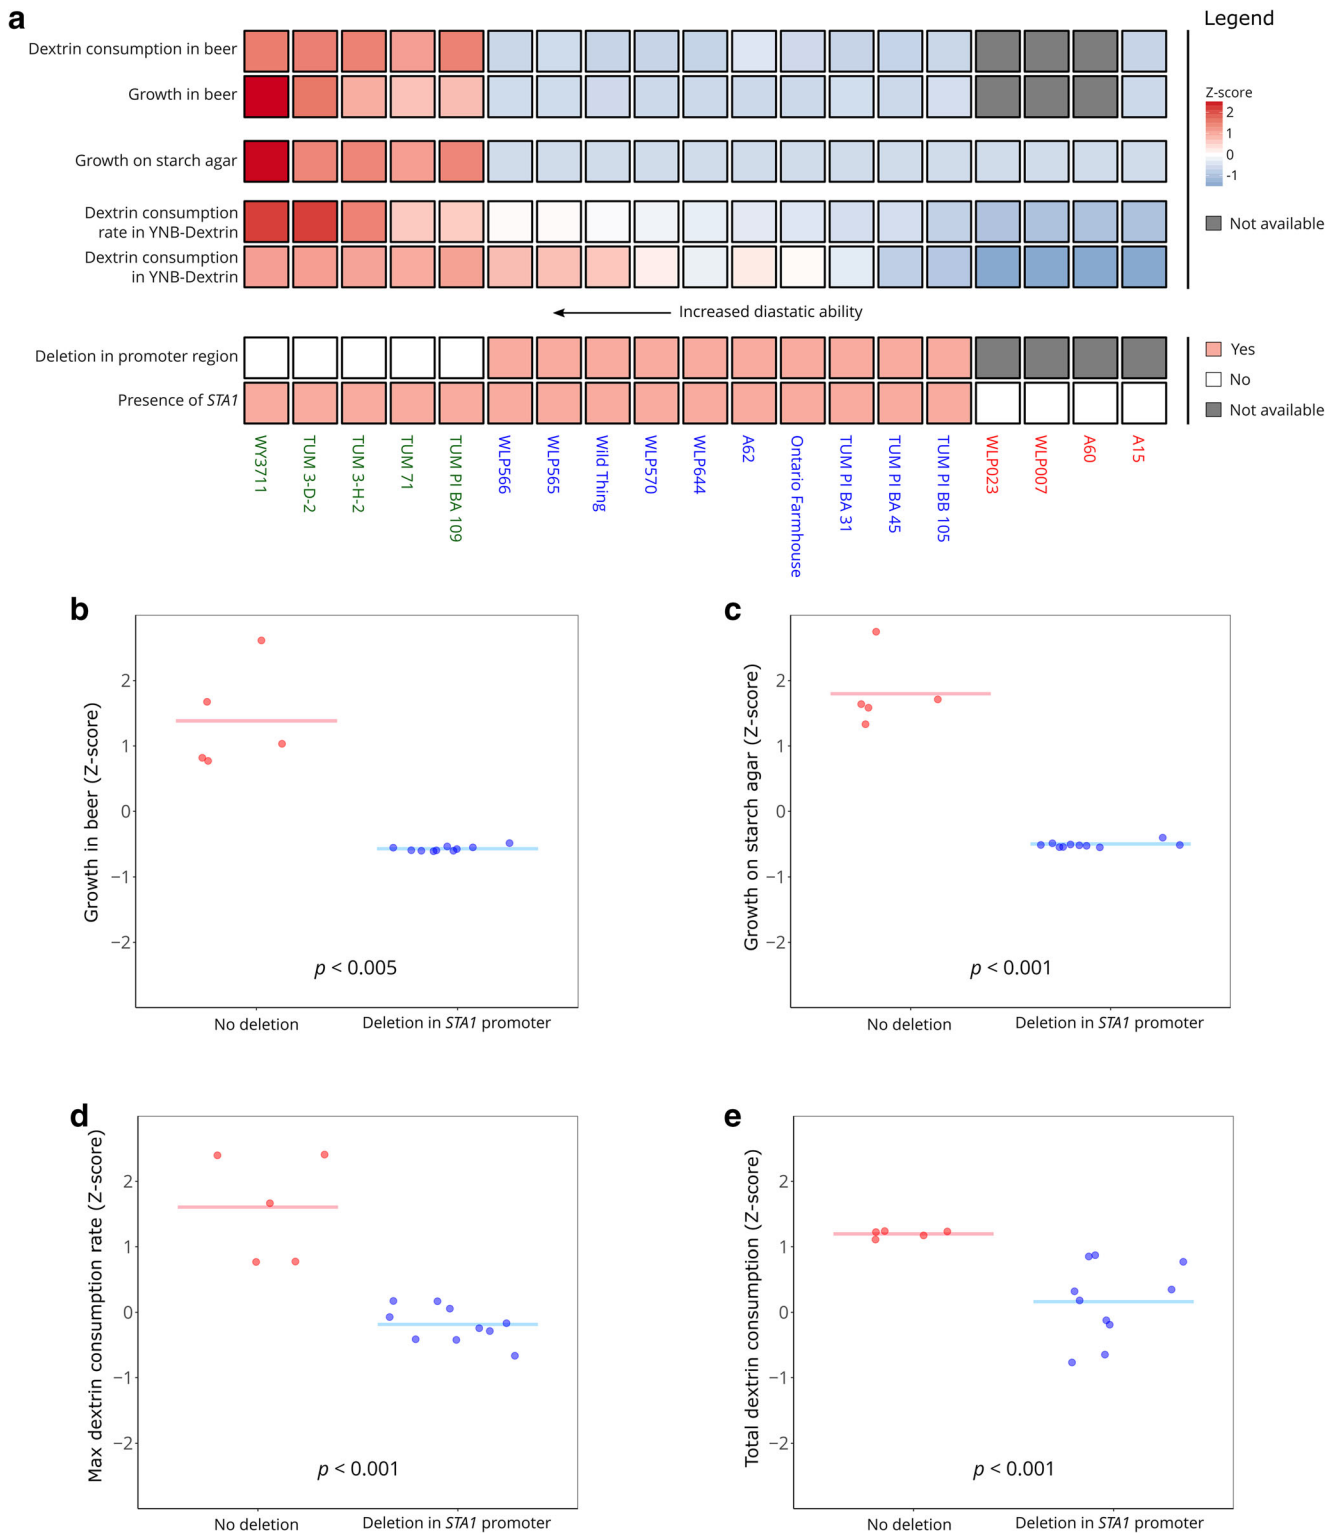 a
Legend
Dextrin consumption in beer
Growth in beer
Growth on starch agar
Dextrin consumption
rate in YNB-Dextrin
Dextrin consumption
in YNB-Dextrin
Z-score
2
1
0
-1
Not available
Increased diastatic ability
Deletion in promoter region
Presence of STA1
Yes
No
Not available
WY3711
TUM 3-D-2
TUM 3-H-2
TUM 71
TUM PI BA 109
WLP566
WLP565
Wild Thing
WLP570
WLP644
A62
Ontario Farmhouse
TUM PI BA 31
TUM PI BA 45
TUM PI BB 105
WLP023
WLP007
A60
A15
b
Growth in beer (Z-score)
2
1
0
−1
−2
p < 0.005
No deletion
Deletion in STA1 promoter
c
Growth on starch agar (Z-score)
2
1
0
−1
−2
p < 0.001
No deletion
Deletion in STA1 promoter
d
Max dextrin consumption rate (Z-score)
2
1
0
−1
−2
p < 0.001
No deletion
Deletion in STA1 promoter
e
Total dextrin consumption (Z-score)
2
1
0
−1
−2
p < 0.001
No deletion
Deletion in STA1 promoter